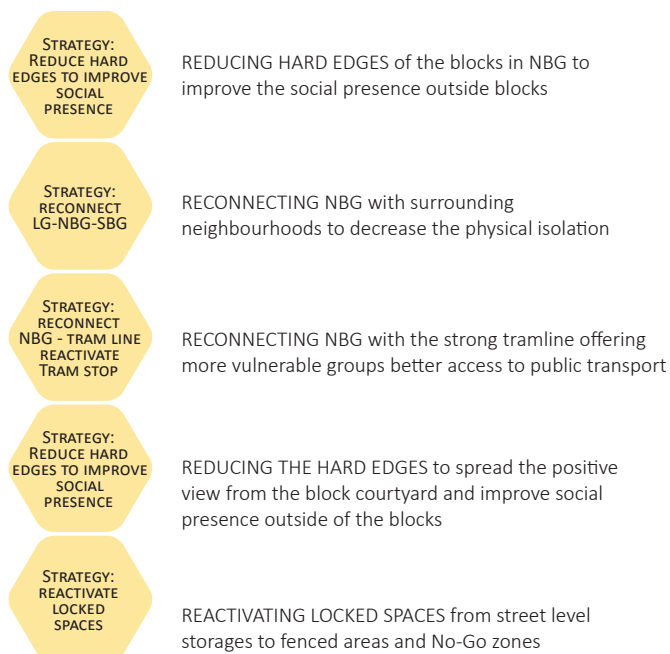 STRATEGY:
REDUCE HARD
EDGES TO IMPROVE
SOCIAL
PRESENCE
REDUCING HARD EDGES of the blocks in NBG to
improve the social presence outside blocks
STRATEGY:
RECONNECT
LG-NBG-SBG
RECONNECTING NBG with surrounding
neighbourhoods to decrease the physical isolation
STRATEGY:
RECONNECT
NBG - TRAM LINE
REACTIVATE
TRAM STOP
RECONNECTING NBG with the strong tramline offering
more vulnerable groups better access to public transport
STRATEGY:
REDUCE HARD
EDGES TO IMPROVE
SOCIAL
PRESENCE
REDUCING THE HARD EDGES to spread the positive
view from the block courtyard and improve social
presence outside of the blocks
STRATEGY:
REACTIVATE
LOCKED
SPACES
REACTIVATING LOCKED SPACES from street level
storages to fenced areas and No-Go zones